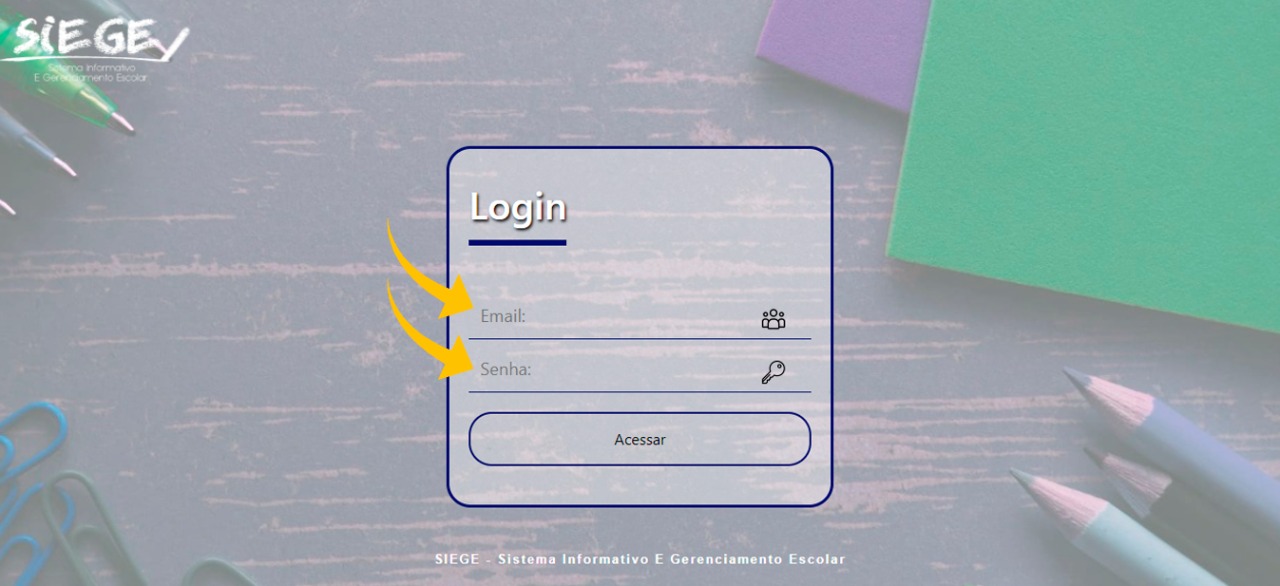 SiEGE
Sistema Informativo
E Gerenciamento Escolar
Login
Email:
Senha:
Acessar
SIEGE - Sistema Informativo E Gerenciamento Escolar